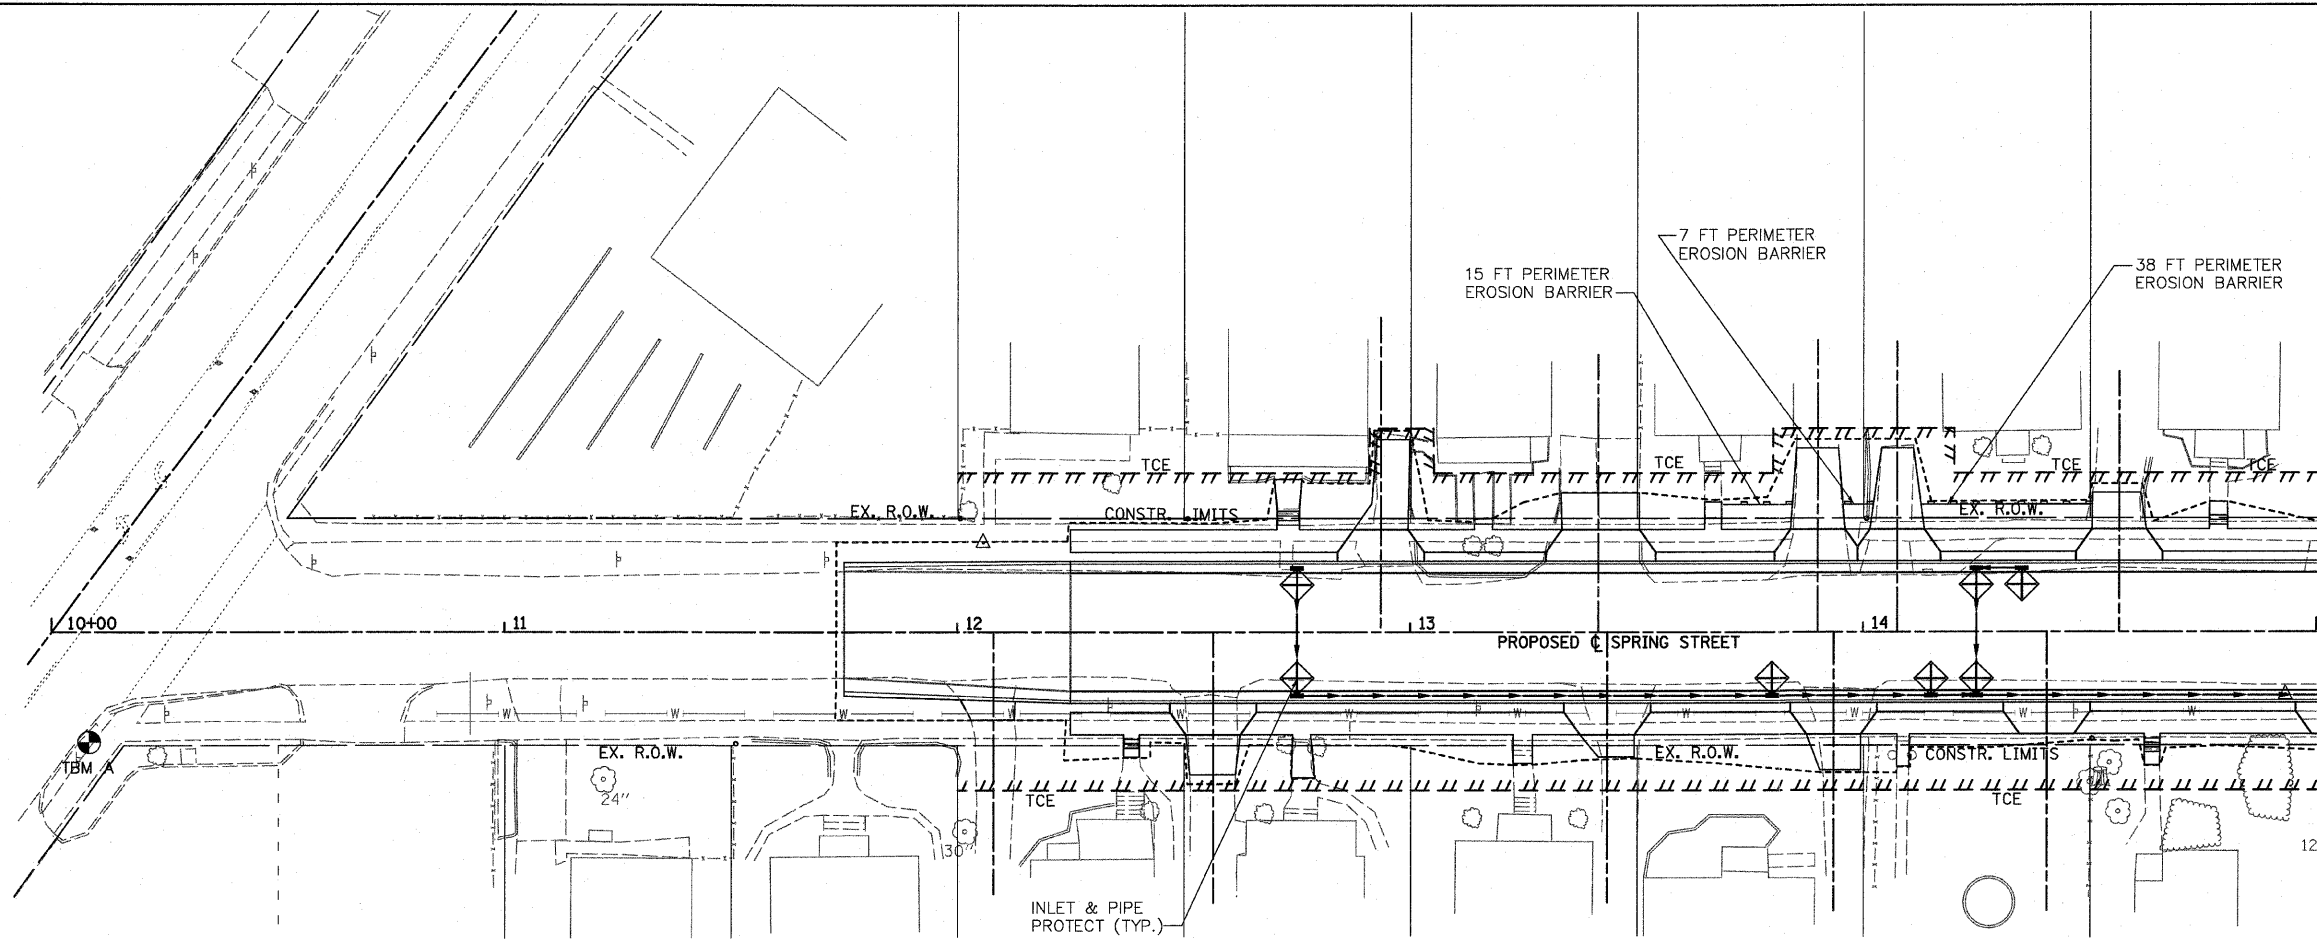 7 FT PERIMETER
EROSION BARRIER
15 FT PERIMETER
EROSION BARRIER
38 FT PERIMETER
EROSION BARRIER
TCE
TCE
TCE
TCE
EX. R.O.W.
CONSTR. LIMITS
EX. R.O.W.
10+00
11
12
13
14
PROPOSED ℄ SPRING STREET
W
W
W
W
W
W
W
W
W
W
W
TBM A
EX. R.O.W.
EX. R.O.W.
CONSTR. LIMITS
24"
TCE
TCE
30"
12
INLET & PIPE
PROTECT (TYP.)